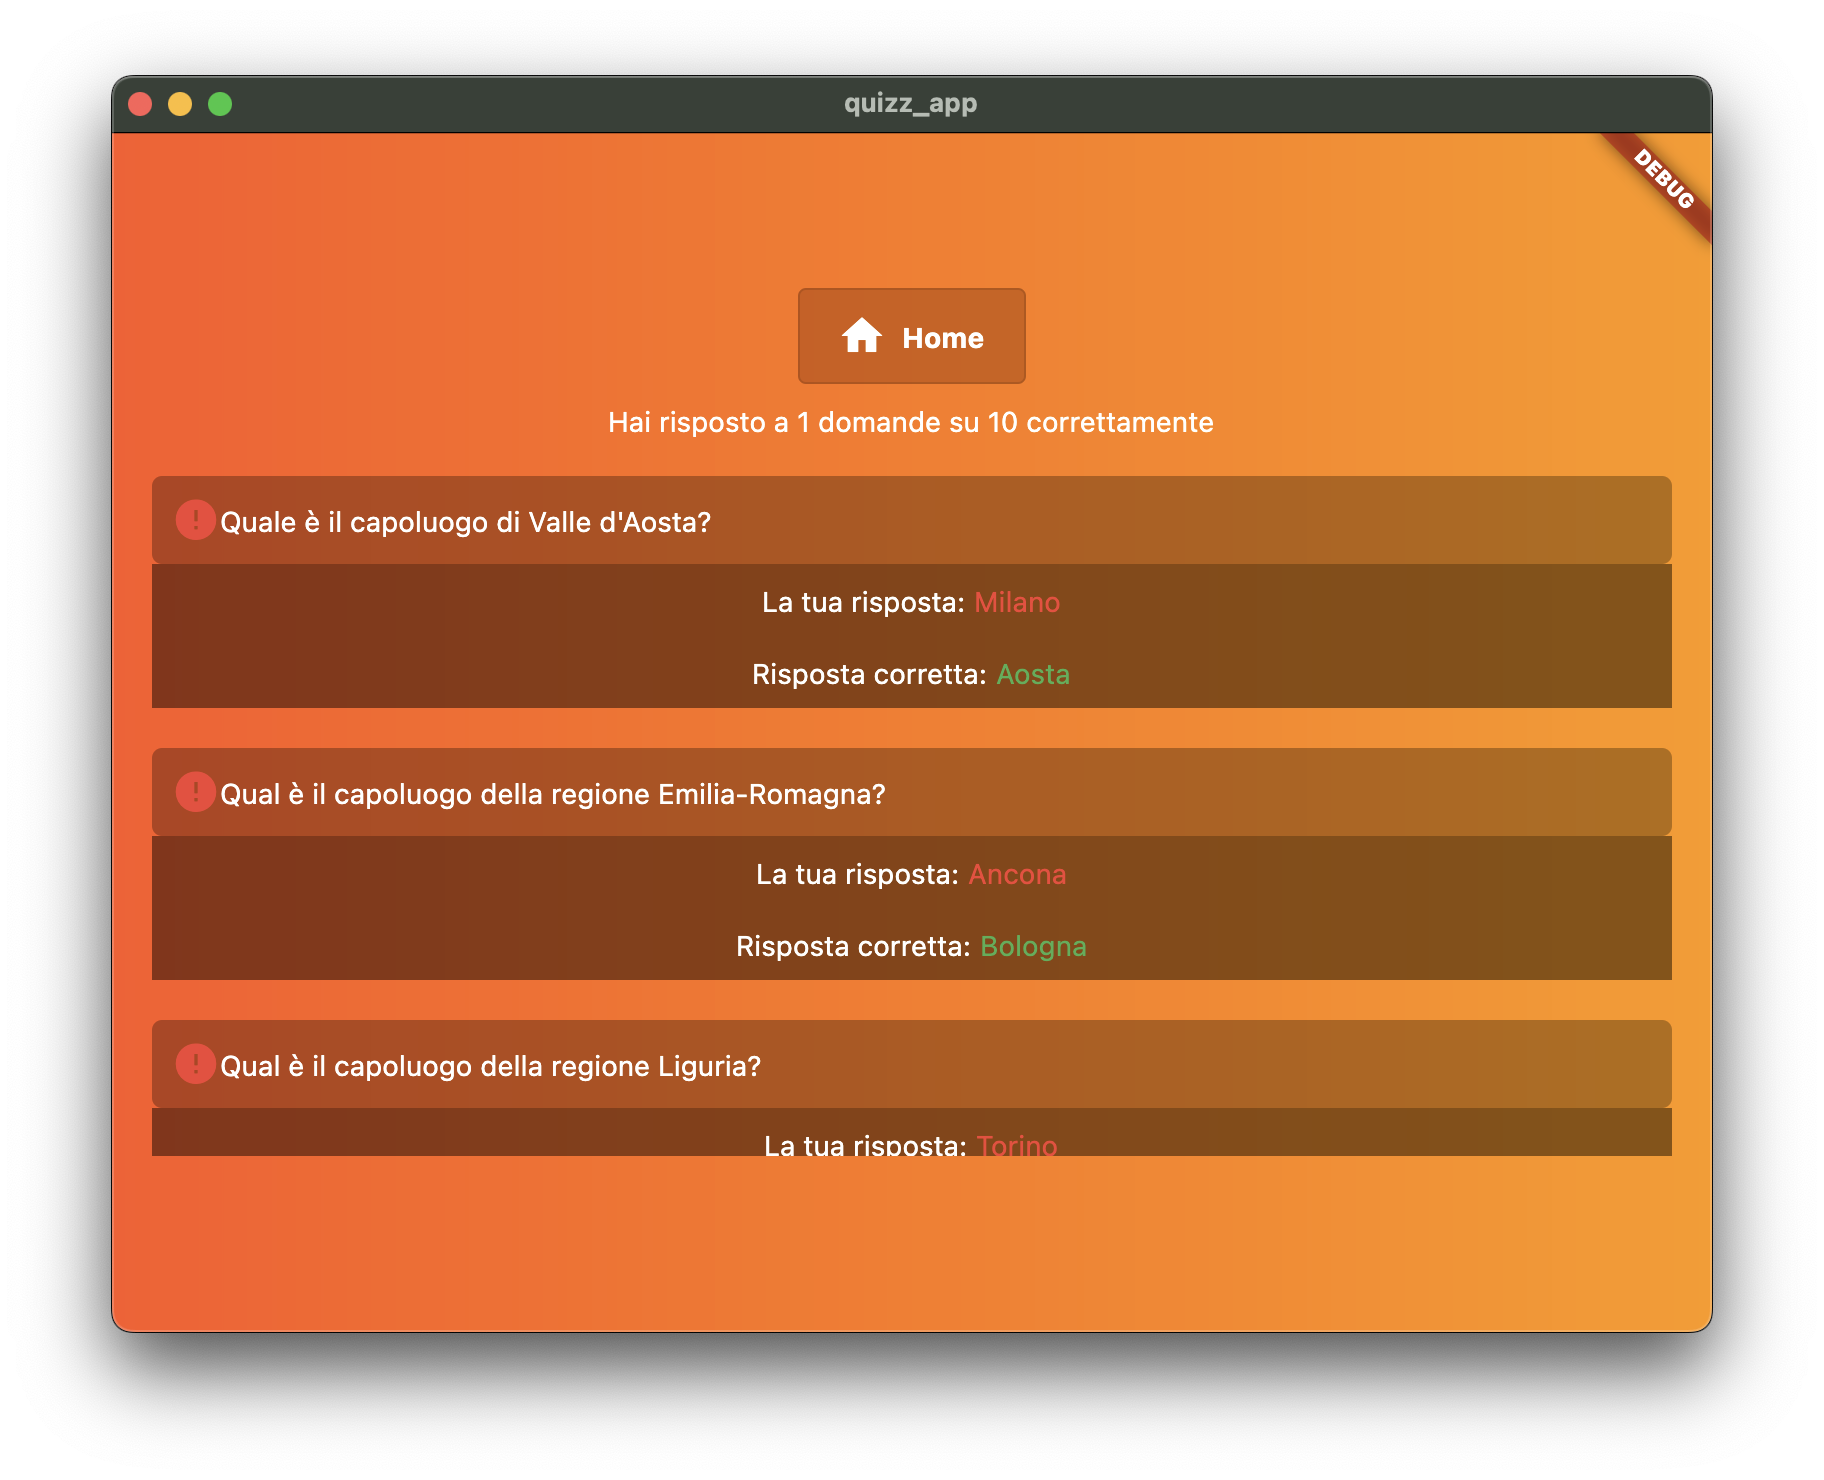 quizz_app
DEBUG
Home
Hai risposto a 1 domande su 10 correttamente
Quale è il capoluogo di Valle d'Aosta?
La tua risposta: Milano
Risposta corretta: Aosta
Qual è il capoluogo della regione Emilia-Romagna?
La tua risposta: Ancona
Risposta corretta: Bologna
Qual è il capoluogo della regione Liguria?
La tua risposta: Torino